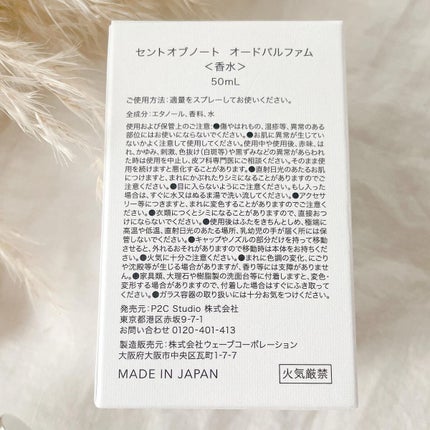 セントオブノート　オードパルファム
＜香水＞
50mL
ご使用方法：適量をスプレーしてお使いください。
全成分：エタノール、香料、水
使用および保管上のご注意：●傷やはれもの、湿疹等、異常のある
部位にはお使いにならないでください。●お肌に異常が生じてい
ないかよく注意して使用してください。使用中や使用後、赤味、は
れ、かゆみ、刺激、色抜け(白斑等)や黒ずみなどの異常があらわれ
た時は使用を中止し、皮フ科専門医にご相談ください。そのまま使用
を続けますと悪化することがあります。●直射日光のあたるお肌
につけますと、まれにかぶれたりシミになることがありますのでご
注意ください。●目に入らないようにご注意ください。もし入った
場合は、すぐに水又はぬるま湯で洗い流してください。●アクセサ
リー等につきますと、まれに変色することがありますのでご注意くだ
さい。●衣類につくとシミになることがありますので、直接おつけに
ならないでください。●使用後はふたをきちんとしめ、極端に
高温や低温、直射日光のあたる場所、乳幼児の手が届く所には保
管しないでください。●キャップやノズルの部分だけを持って移動
させると、外れるおそれがありますので移動時は本体をお持ちくだ
さい。●火気に十分ご注意ください。●まれに色調の変化、にごり
や沈殿等が生じる場合がありますが、香り等には支障がありませ
ん。●家具類、大理石や樹脂製の洗面台等に付着しますと、変色・
変形する場合がありますので、付着した場合はすぐにふき取って
ください。●ガラス容器の取り扱いには十分お気をつけください。
発売元：P2C Studio 株式会社
東京都港区赤坂9-7-1
お問い合わせ 0120-401-413
製造販売元：株式会社ウェーブコーポレーション
大阪府大阪市中央区瓦町1-7-7
MADE IN JAPAN
火気厳禁